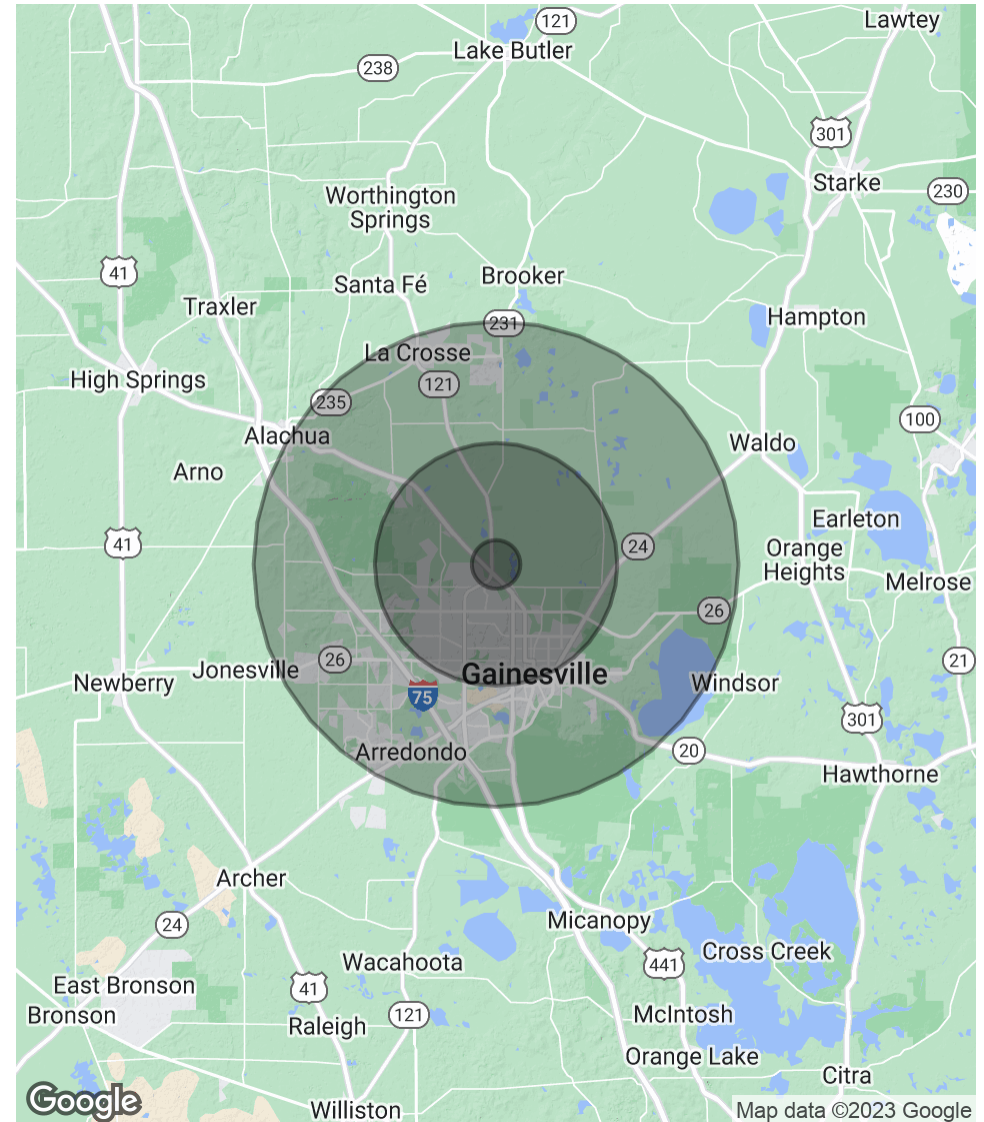 Lawtey
121
Lake Butler
238
301
Starke
230
Worthington
Springs
41
Santa Fé
Brooker
Traxler
Hampton
231
La Crosse
High Springs
121
235
100
Alachua
Waldo
Arno
Earleton
41
24
Orange
Heights
Melrose
26
26
21
Jonesville
Gainesville
Newberry
Windsor
75
301
Arredondo
20
Hawthorne
Archer
24
Micanopy
Cross Creek
Wacahoota
441
East Bronson
41
Bronson
121
McIntosh
Raleigh
Orange Lake
Citra
Google
Williston
Map data ©2023 Google